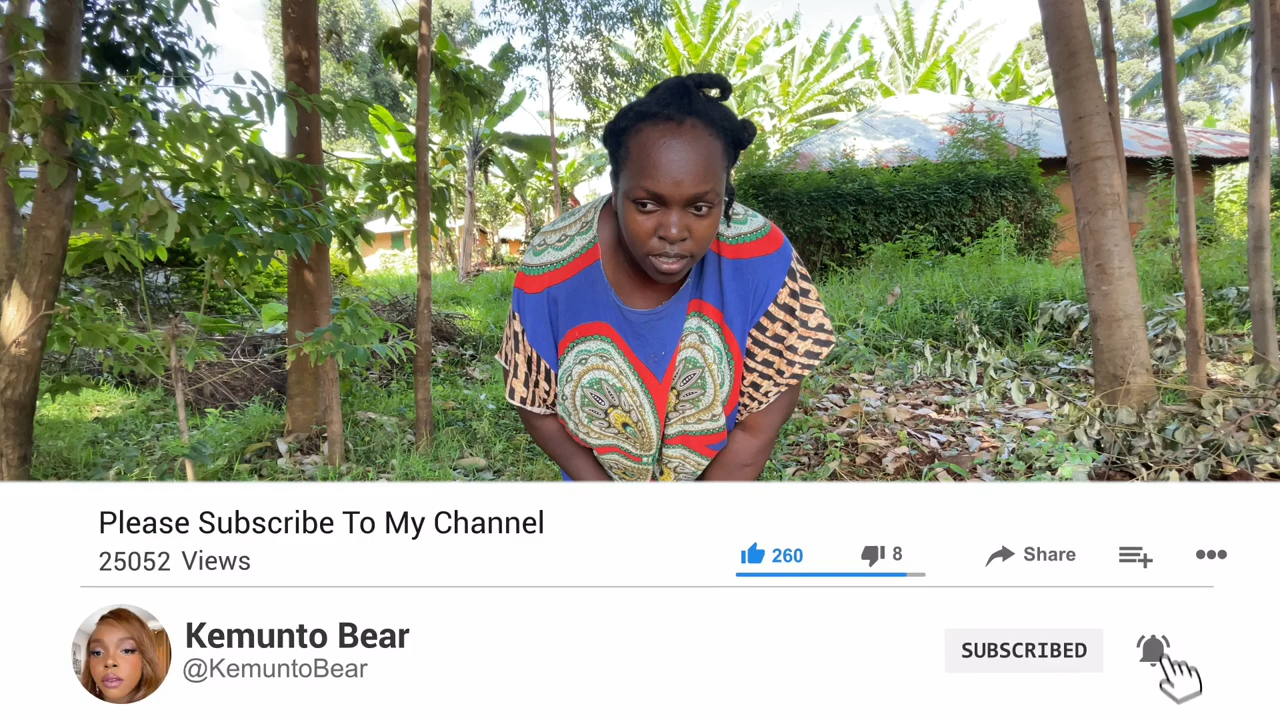 Please Subscribe To My Channel
25052 Views
260
8
Share
Kemunto Bear
@KemuntoBear
SUBSCRIBED